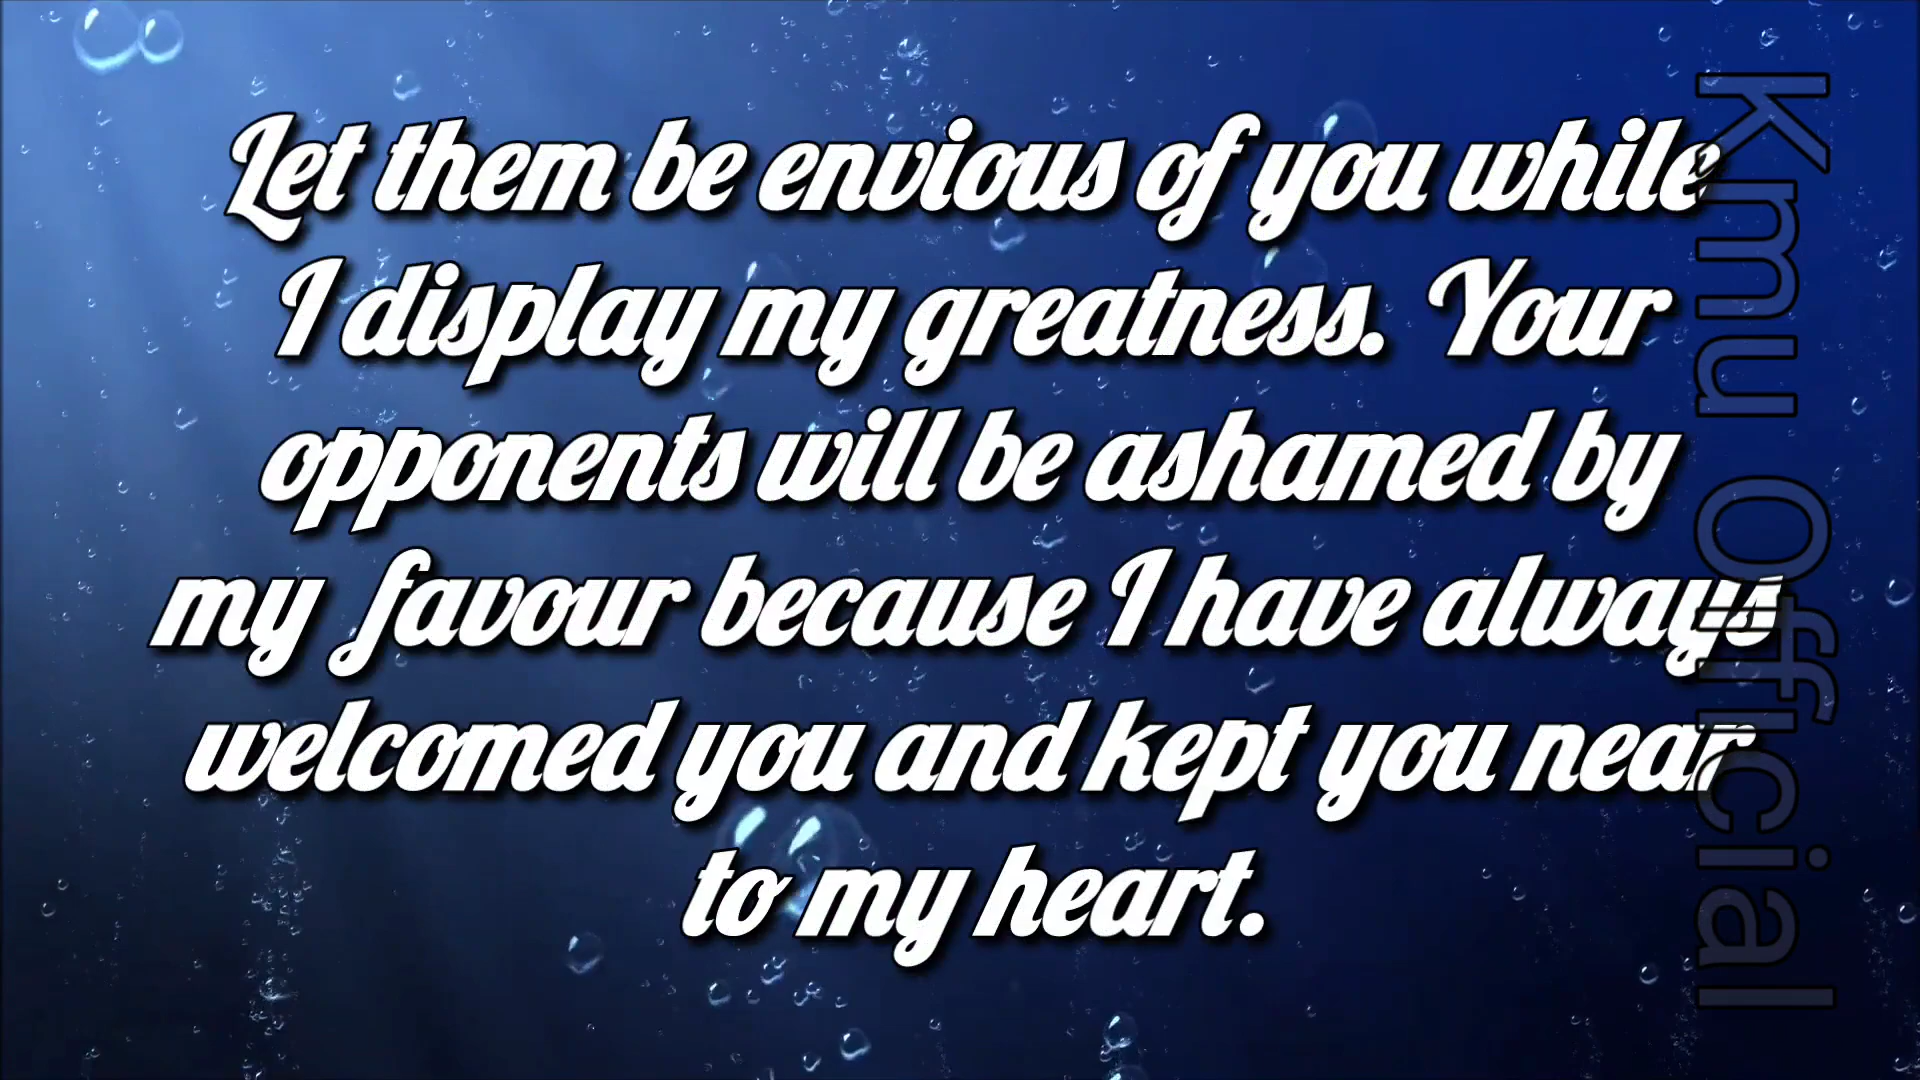 Let them be envious of you while
I display my greatness. Your
opponents will be ashamed by
my favour because I have always
welcomed you and kept you near
to my heart.
Kmu Official